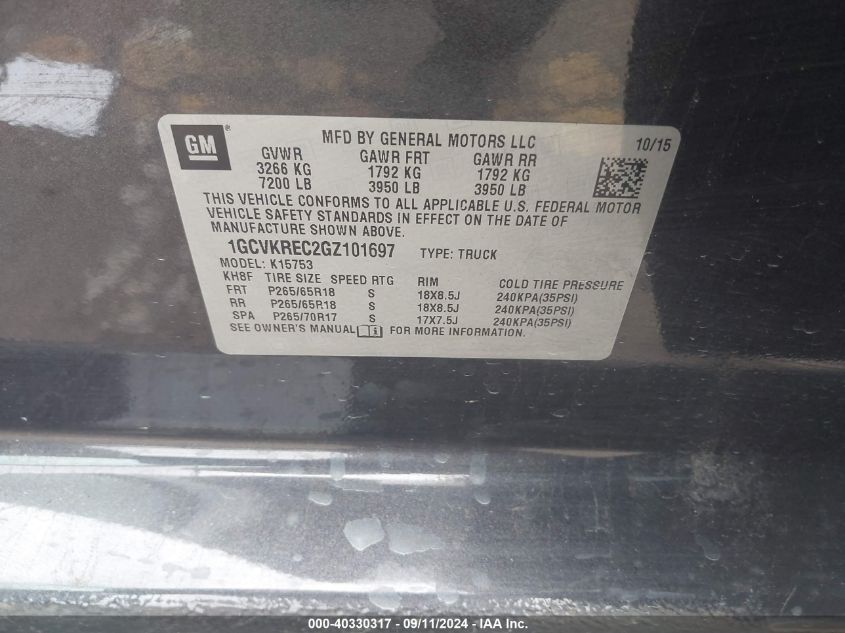 GM ®
MFD BY GENERAL MOTORS LLC 10/15
GVWR GAWR FRT GAWR RR
3266 KG 1792 KG 1792 KG
7200 LB 3950 LB 3950 LB
THIS VEHICLE CONFORMS TO ALL APPLICABLE U.S. FEDERAL MOTOR
VEHICLE SAFETY STANDARDS IN EFFECT ON THE DATE OF
MANUFACTURE SHOWN ABOVE.
1GCVKREC2GZ101697 TYPE: TRUCK
MODEL: K15753
KH8F TIRE SIZE SPEED RTG RIM COLD TIRE PRESSURE
FRT P265/65R18 S 18X8.5J 240KPA(35PSI)
RR P265/65R18 S 18X8.5J 240KPA(35PSI)
SPA P265/70R17 S 17X7.5J 240KPA(35PSI)
SEE OWNER'S MANUAL FOR MORE INFORMATION.
000-40330317 - 09/11/2024 - IAA Inc.